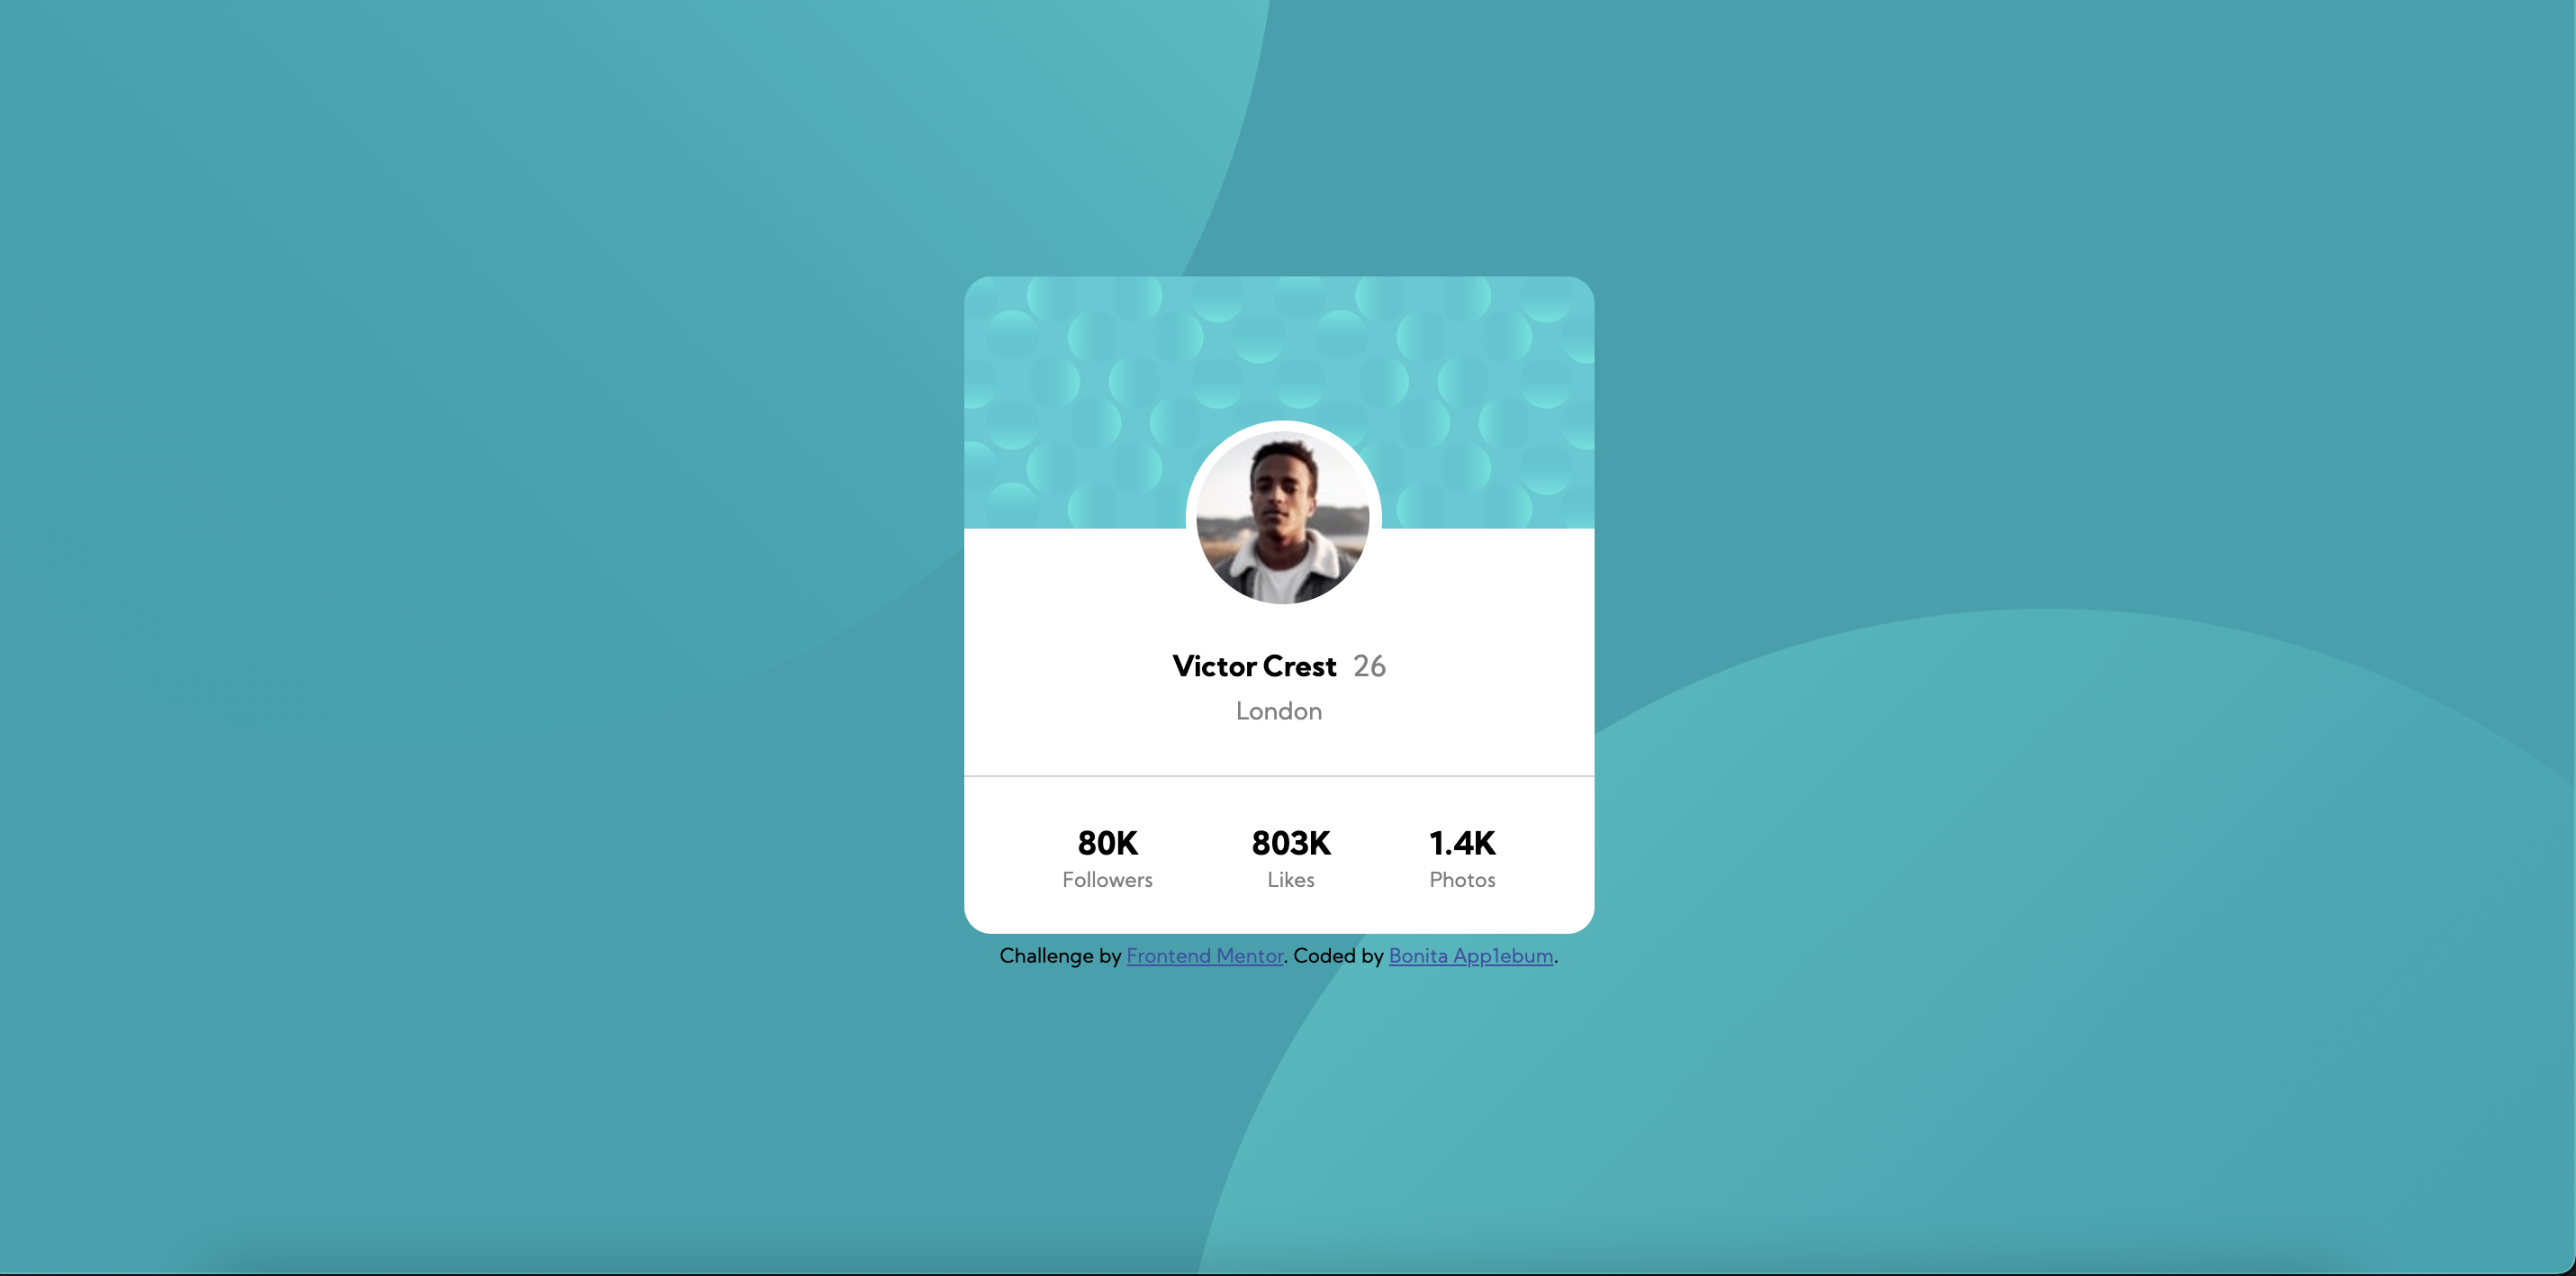 Victor Crest 26
London
80K 803K 1.4K
Followers Likes Photos
Challenge by Frontend Mentor. Coded by Bonita App1ebum.